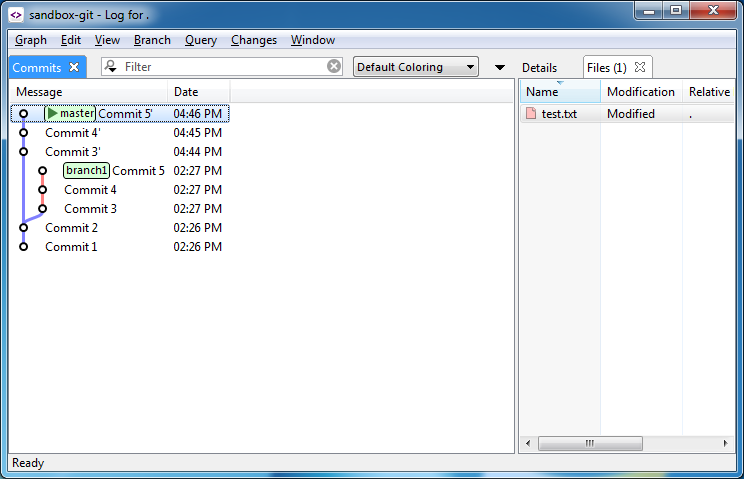 sandbox-git - Log for .
Graph Edit View Branch Query Changes Window
Commits Filter Default Coloring Details Files (1)
Message Date Name Modification Relative
master Commit 5' 04:46 PM test.txt Modified .
Commit 4' 04:45 PM
Commit 3' 04:44 PM
branch1 Commit 5 02:27 PM
Commit 4 02:27 PM
Commit 3 02:27 PM
Commit 2 02:26 PM
Commit 1 02:26 PM
Ready